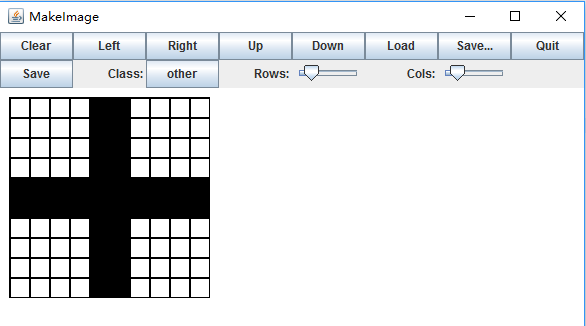 MakeImage
Clear Left Right Up Down Load Save... Quit
Save Class: other Rows: Cols: